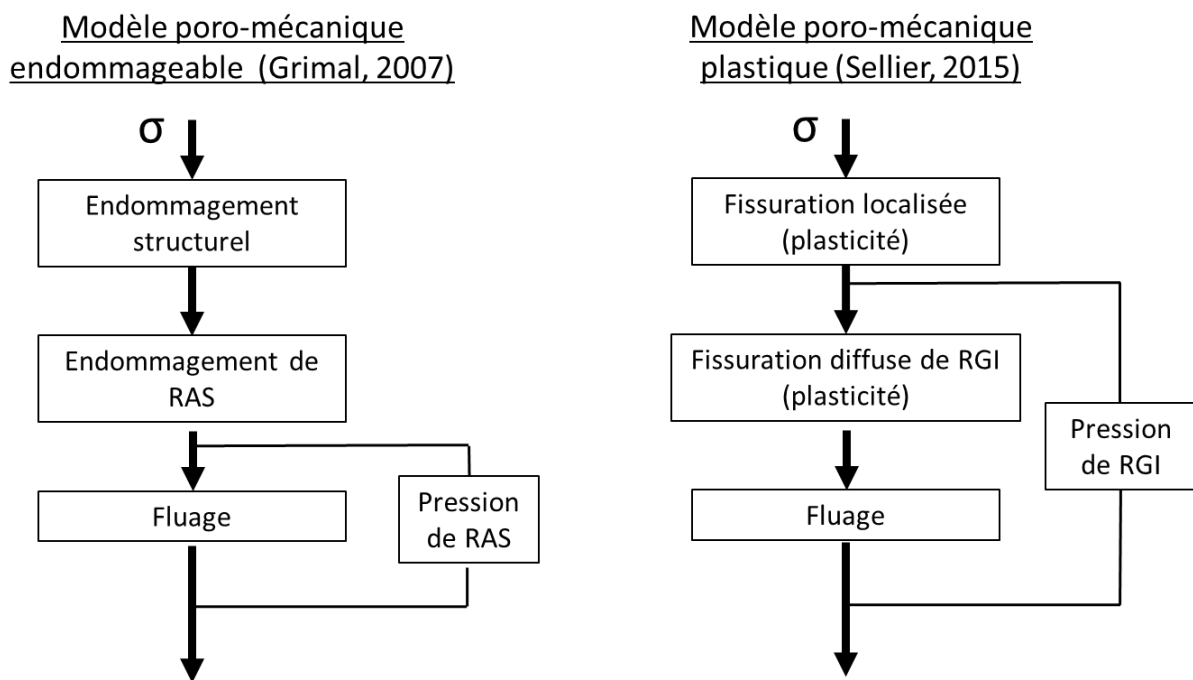 Modèle poro-mécanique
endommageable (Grimal, 2007)
σ
Endommagement
structurel
Endommagement de
RAS
Fluage
Pression
de RAS
Modèle poro-mécanique
plastique (Sellier, 2015)
σ
Fissuration localisée
(plasticité)
Fissuration diffuse de RGI
(plasticité)
Pression
de RGI
Fluage